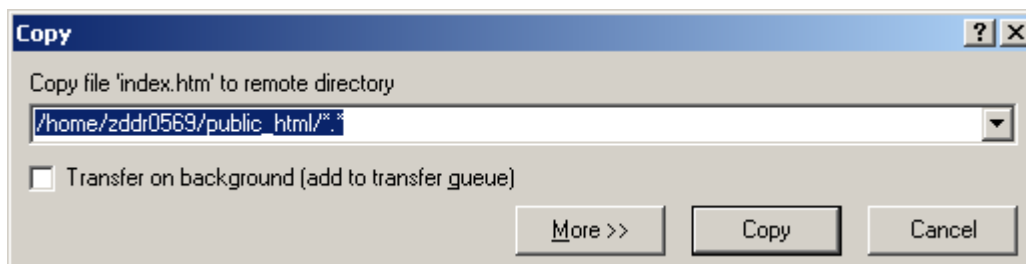 Copy
Copy file 'index.htm' to remote directory
/home/zddr0569/public_html/*.*
Transfer on background (add to transfer queue)
More >> Copy Cancel